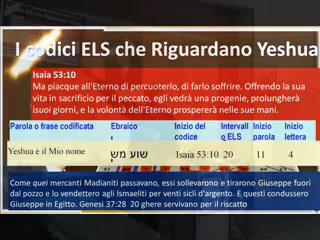 I codici ELS che Riguardano Yeshua
Isaia 53:10
Ma piacque all'Eterno di percuoterlo, di farlo soffrire. Offrendo la sua
vita in sacrificio per il peccato, egli vedrà una progenie, prolungherà
isuoi giorni, e la volontà dell'Eterno prospererà nelle sue mani.
Parola o frase codificata Ebraico Inizio del codice Intervall q ELS Inizio parola Inizio lettera
Yeshua è il Mio nome שוע מש Isaia 53:10 20 11 4
Come quei mercanti Madianiti passavano, essi sollevarono e tirarono Giuseppe fuori
dal pozzo e lo vendettero agli Ismaeliti per venti sicli d'argento. E questi condussero
Giuseppe in Egitto. Genesi 37:28 20 ghere servivano per il riscatto